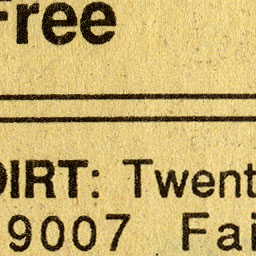 Free
DIRT: Twent
9007 Fai